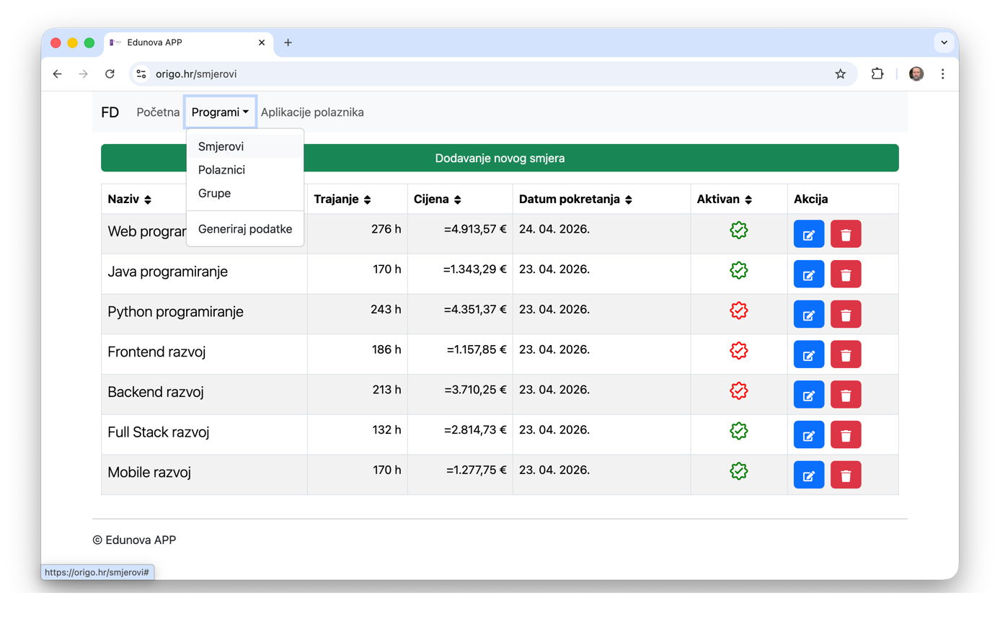 Edunova APP
origo.hr/smjerovi
FD Početna Programi Aplikacije polaznika
Smjerovi
Polaznici
Grupe
Generiraj podatke
Dodavanje novog smjera
Naziv Trajanje Cijena Datum pokretanja Aktivan Akcija
Web prograr 276 h =4.913,57 € 24. 04. 2026.
Java programiranje 170 h =1.343,29 € 23. 04. 2026.
Python programiranje 243 h =4.351,37 € 23. 04. 2026.
Frontend razvoj 186 h =1.157,85 € 23. 04. 2026.
Backend razvoj 213 h =3.710,25 € 23. 04. 2026.
Full Stack razvoj 132 h =2.814,73 € 23. 04. 2026.
Mobile razvoj 170 h =1.277,75 € 23. 04. 2026.
© Edunova APP
https://origo.hr/smjerovi#